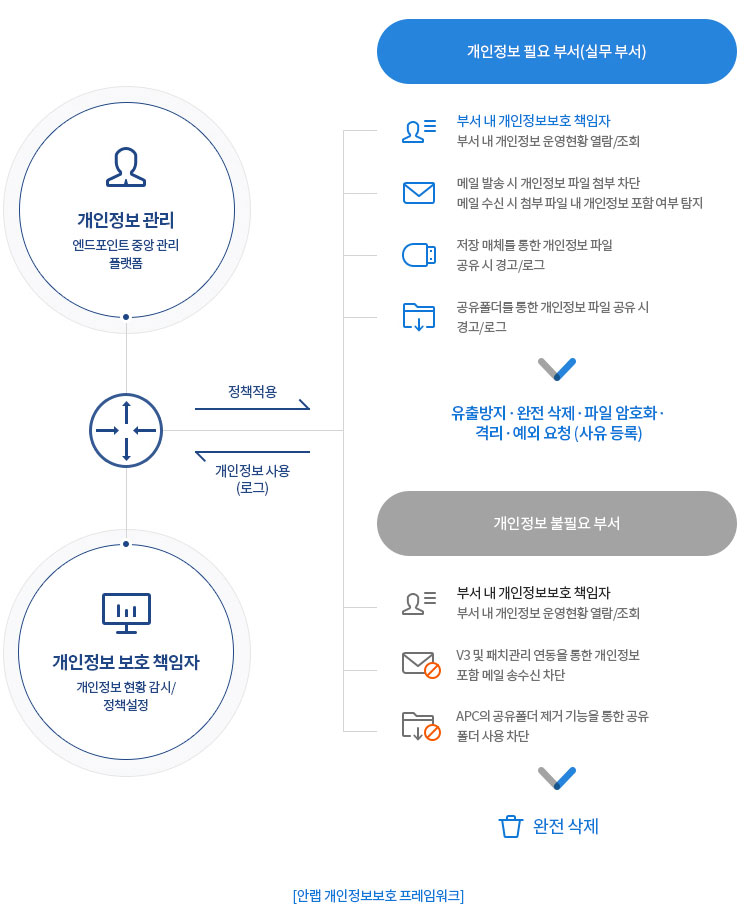 개인정보 관리
엔드포인트 중앙 관리
플랫폼
정책적용
개인정보 사용
(로그)
개인정보 보호 책임자
개인정보 현황 감시/
정책설정
개인정보 필요 부서(실무 부서)
부서 내 개인정보보호 책임자
부서 내 개인정보 운영현황 열람/조회
메일 발송 시 개인정보 파일 첨부 차단
메일 수신 시 첨부 파일 내 개인정보 포함 여부 탐지
저장 매체를 통한 개인정보 파일
공유 시 경고/로그
공유폴더를 통한 개인정보 파일 공유 시
경고/로그
유출방지 · 완전 삭제 · 파일 암호화 ·
격리 · 예외 요청 (사유 등록)
개인정보 불필요 부서
부서 내 개인정보보호 책임자
부서 내 개인정보 운영현황 열람/조회
V3 및 패치관리 연동을 통한 개인정보
포함 메일 송수신 차단
APC의 공유폴더 제거 기능을 통한 공유
폴더 사용 차단
완전 삭제
[안랩 개인정보보호 프레임워크]